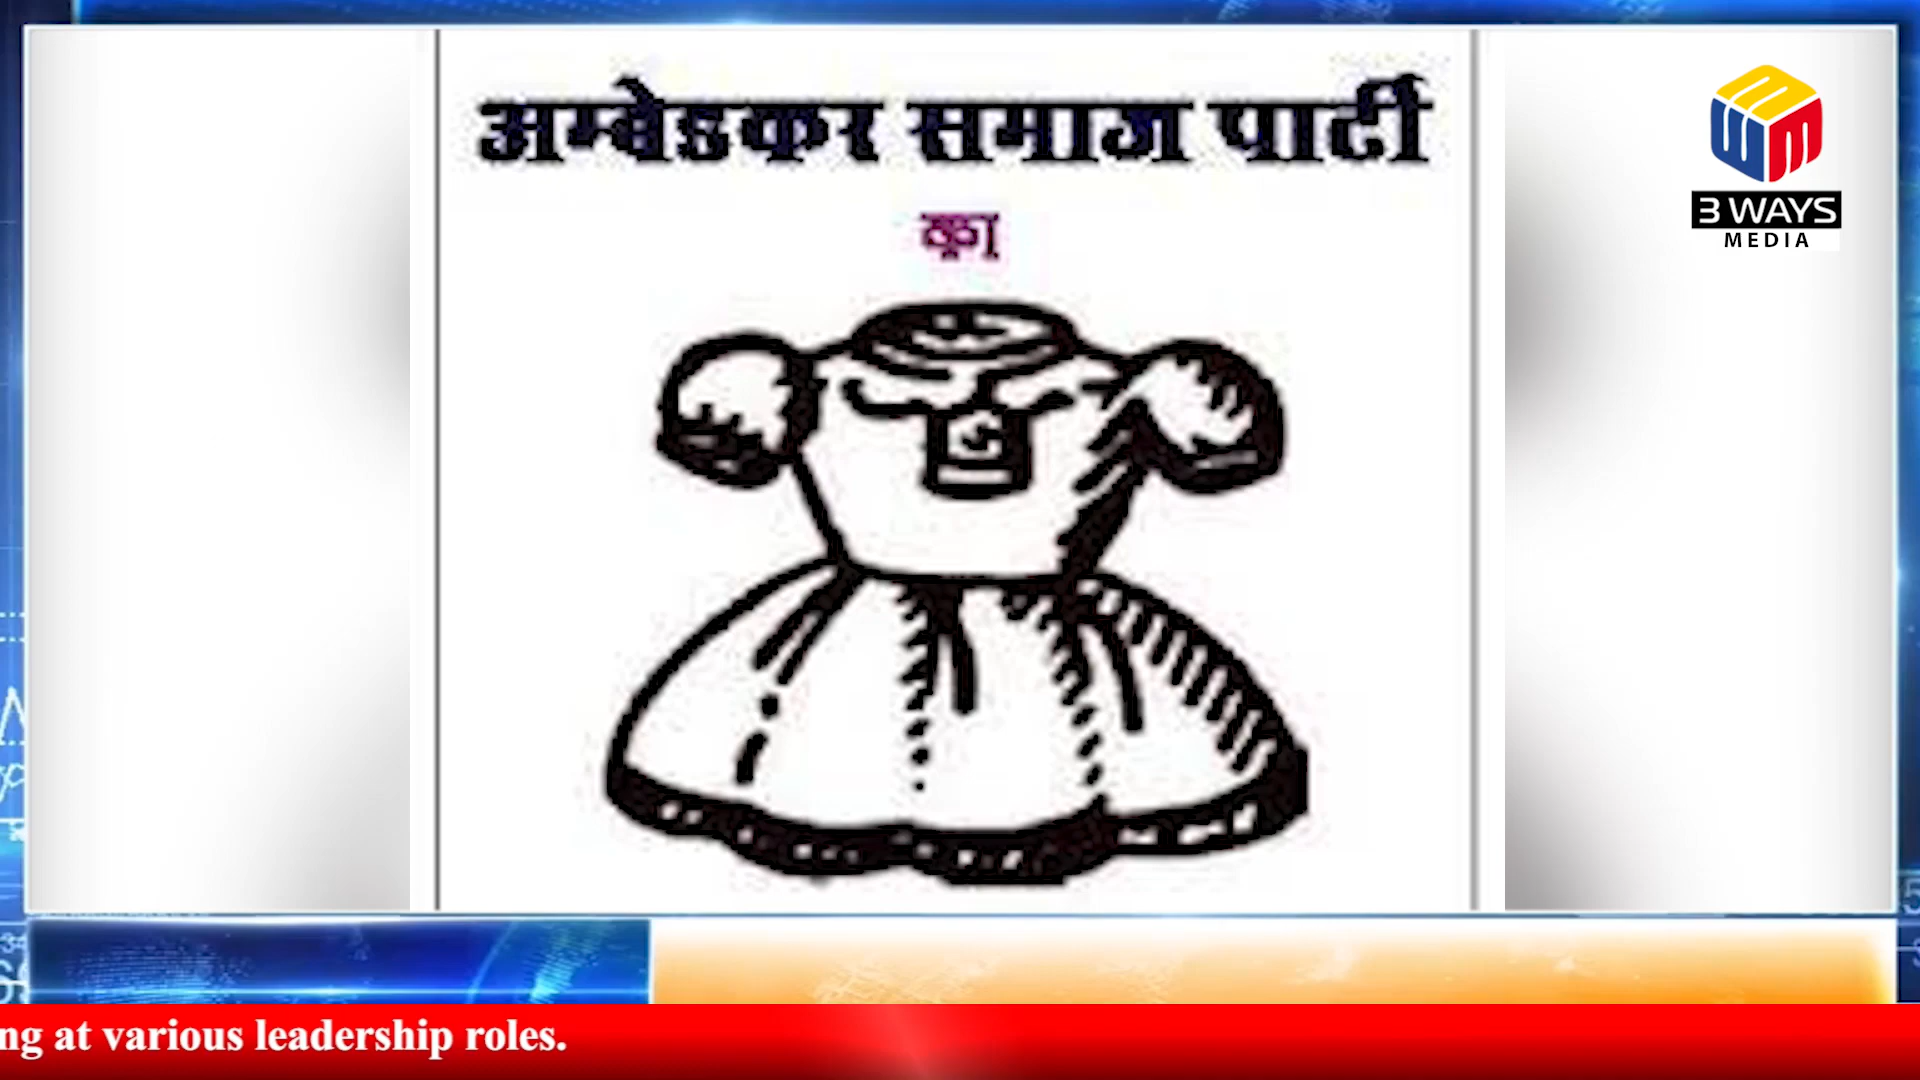 अम्बेडकर समाज पार्टी
का
3 WAYS
MEDIA
ng at various leadership roles.